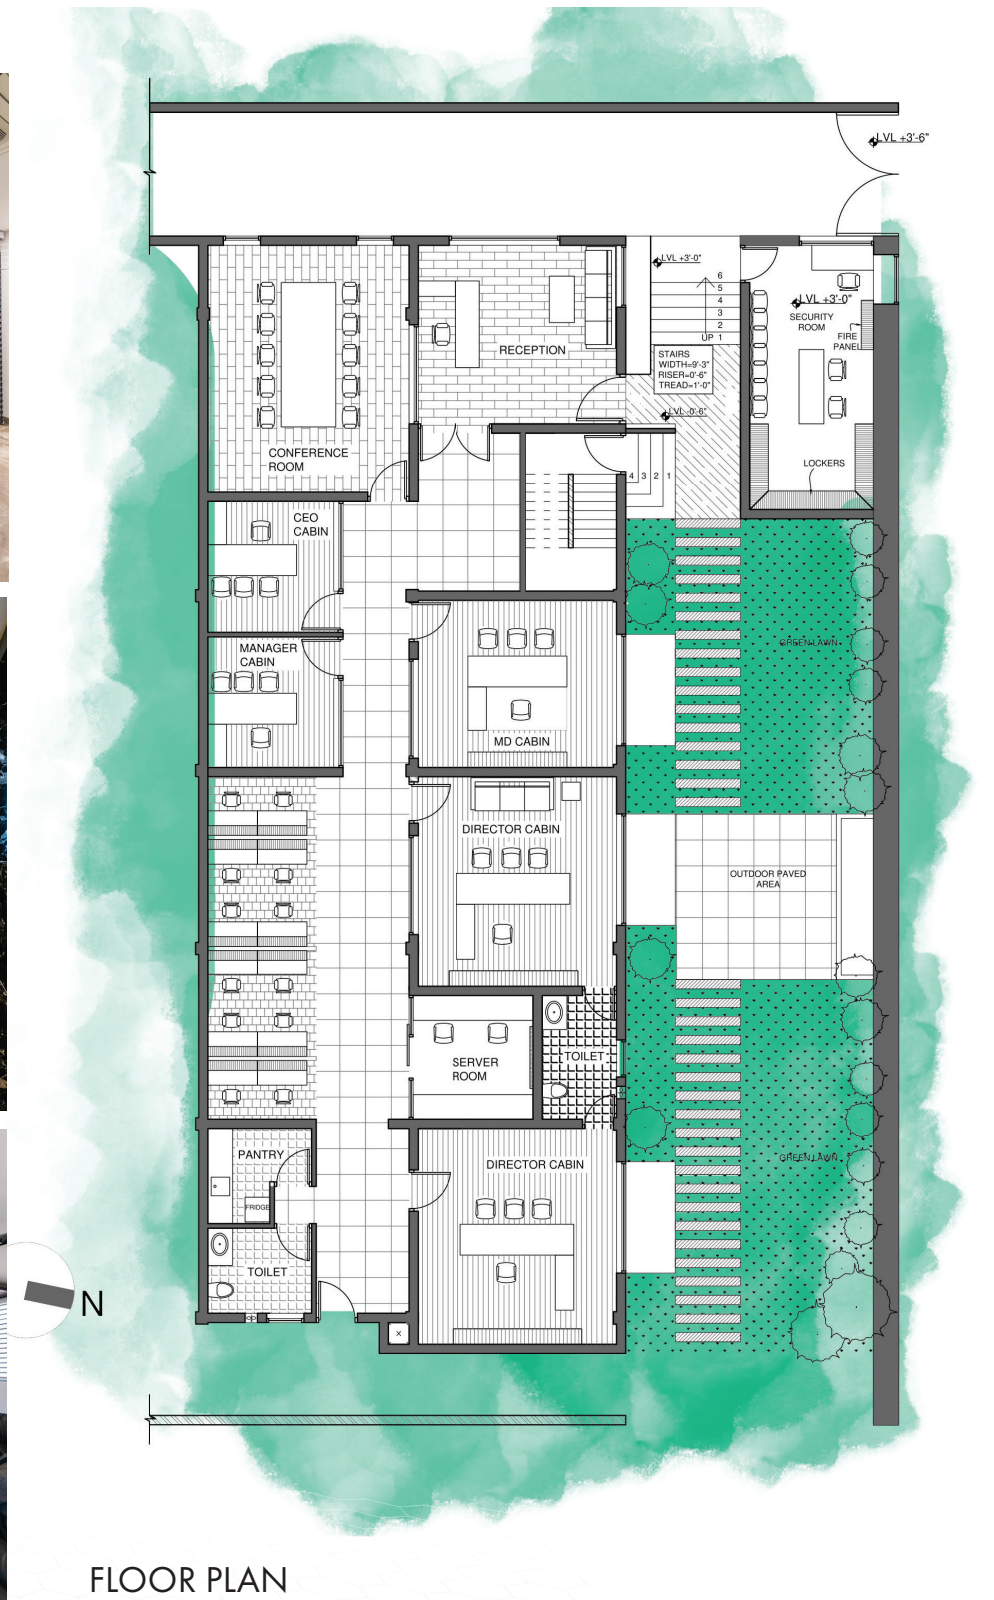 LVL +3'-6"
LVL +3'-0"
6
5
4
3
2
UP 1
LVL +3'-0"
SECURITY
ROOM
FIRE
PANEL
RECEPTION
STAIRS
WIDTH=9'-3"
RISER=0'-6"
TREAD=1'-0"
LVL -0'-6"
CONFERENCE
ROOM
LOCKERS
4 3 2 1
CEO
CABIN
MANAGER
CABIN
GREEN LAWN
MD CABIN
DIRECTOR CABIN
OUTDOOR PAVED
AREA
SERVER
ROOM
TOILET
PANTRY
FRIDGE
DIRECTOR CABIN
GREEN LAWN
TOILET
N
FLOOR PLAN